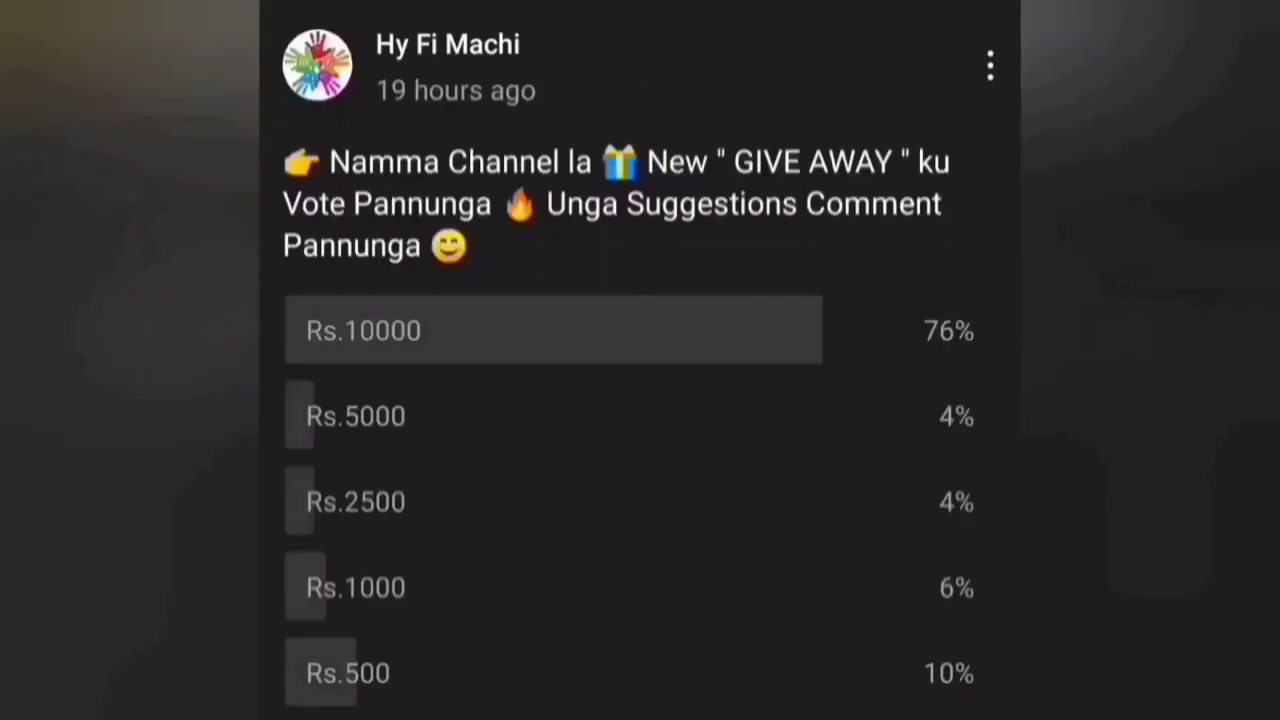 Hy Fi Machi
19 hours ago
👉 Namma Channel la 🎁 New " GIVE AWAY " ku
Vote Pannunga 🔥 Unga Suggestions Comment
Pannunga 😊
Rs.10000 76%
Rs.5000 4%
Rs.2500 4%
Rs.1000 6%
Rs.500 10%